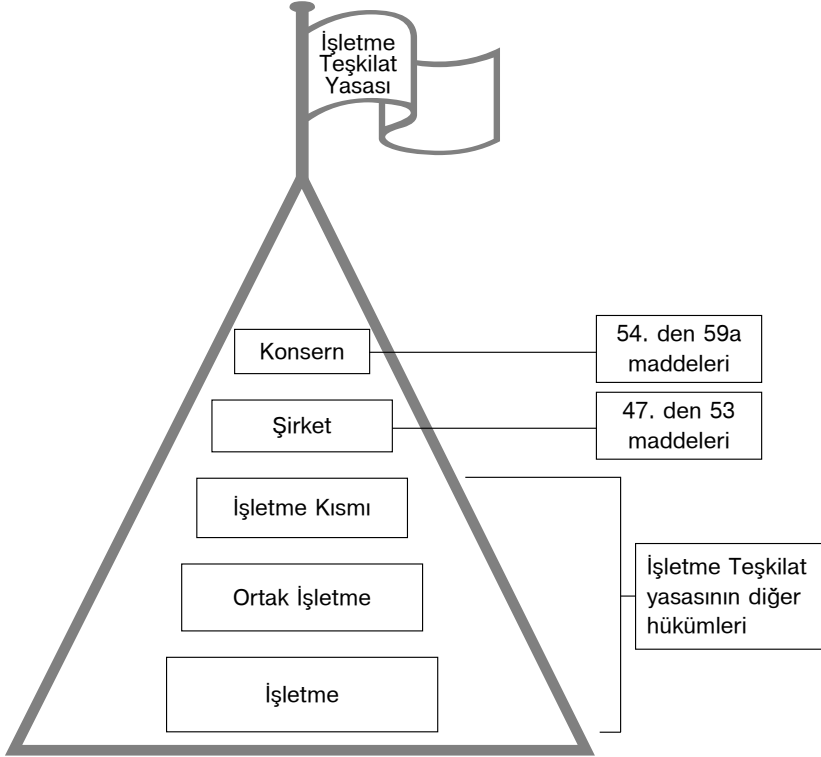 İşletme
Teşkilat
Yasası
Konsern
54. den 59a
maddeleri
Şirket
47. den 53
maddeleri
İşletme Kısmı
Ortak İşletme
İşletme Teşkilat
yasasının diğer
hükümleri
İşletme